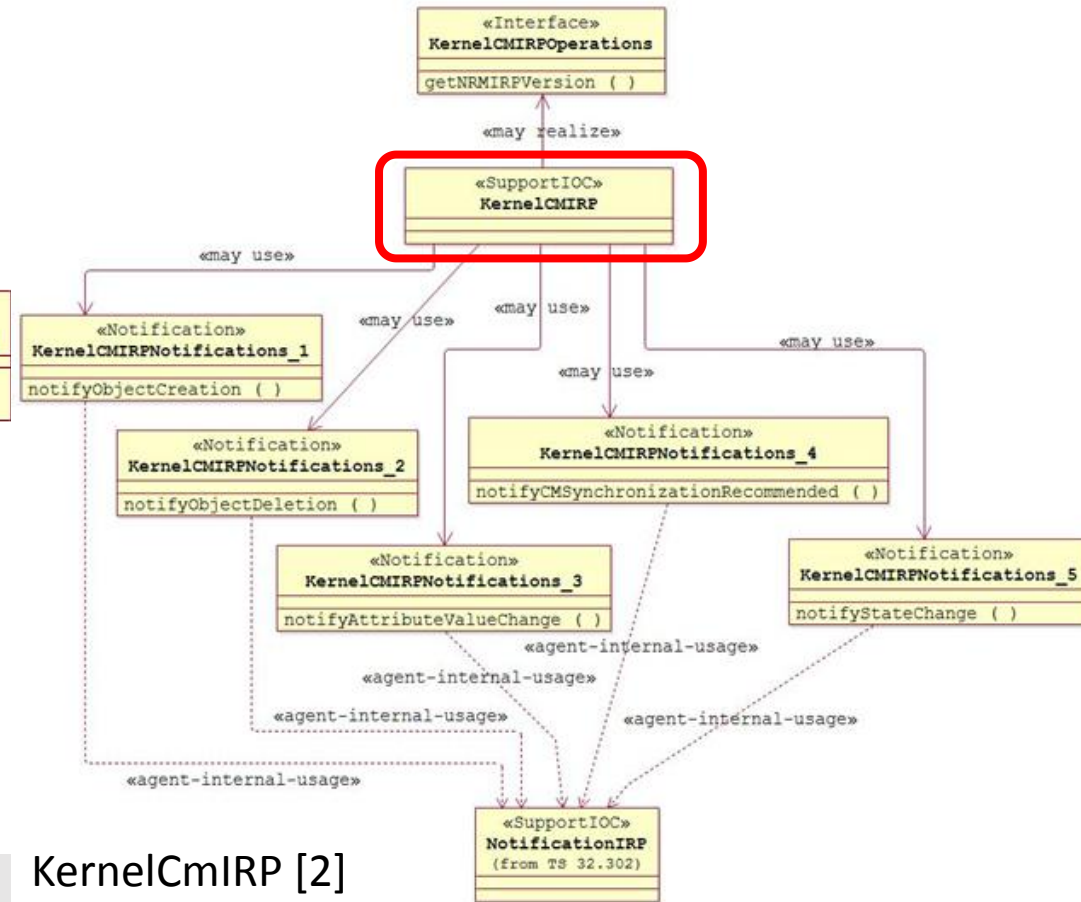 «Interface»
KernelCMIRPOperations
getNRMIRPVersion ( )
«may realize»
«SupportIOC»
KernelCMIRP
«may use»
«may use»
«may use»
«may use»
«may use»
«Notification»
KernelCMIRPNotifications_1
notifyObjectCreation ( )
«Notification»
KernelCMIRPNotifications_2
notifyObjectDeletion ( )
«Notification»
KernelCMIRPNotifications_4
notifyCMSynchronizationRecommended ( )
«Notification»
KernelCMIRPNotifications_3
notifyAttributeValueChange ( )
«Notification»
KernelCMIRPNotifications_5
notifyStateChange ( )
«agent-internal-usage»
«agent-internal-usage»
«agent-internal-usage»
«agent-internal-usage»
«agent-internal-usage»
«SupportIOC»
NotificationIRP
(from TS 32.302)
KernelCmIRP [2]